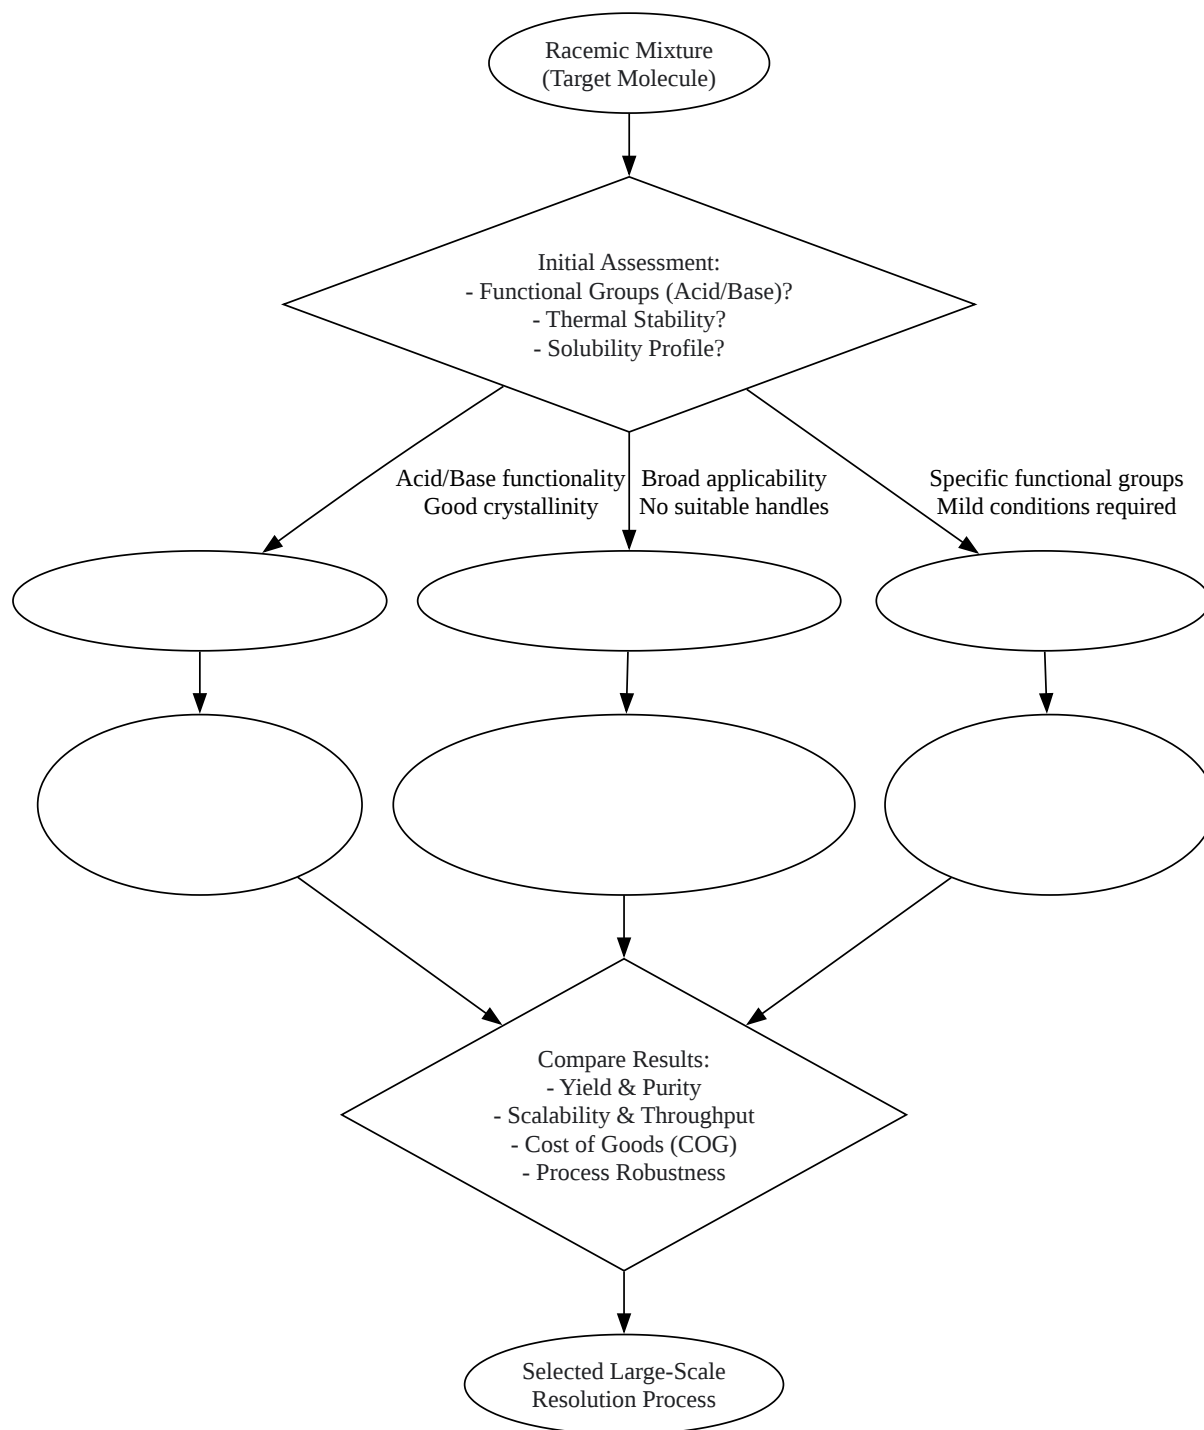 Racemic Mixture
(Target Molecule)
Initial Assessment:
- Functional Groups (Acid/Base)?
- Thermal Stability?
- Solubility Profile?
Acid/Base functionality
Good crystallinity
Broad applicability
No suitable handles
Specific functional groups
Mild conditions required
Compare Results:
- Yield & Purity
- Scalability & Throughput
- Cost of Goods (COG)
- Process Robustness
Selected Large-Scale
Resolution Process